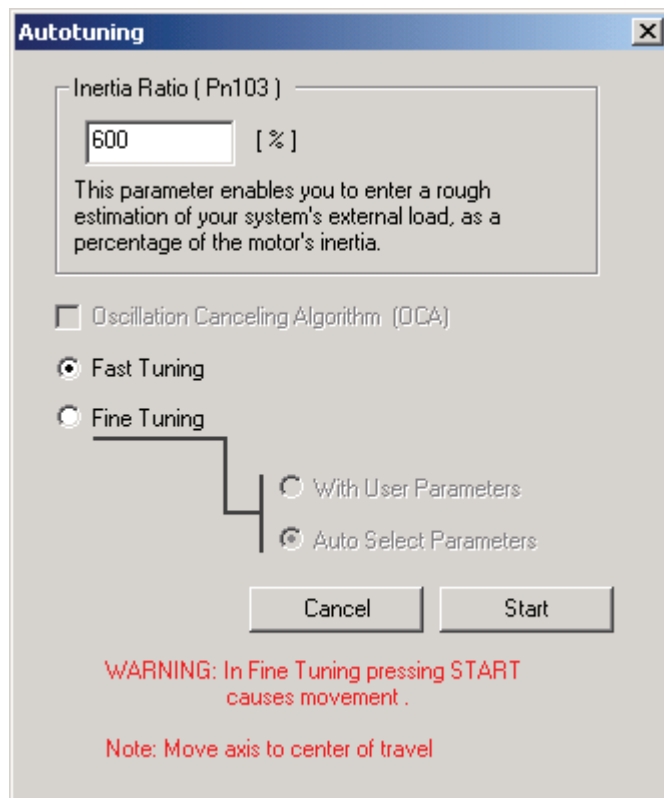 Autotuning
Inertia Ratio ( Pn103 )
600 [ % ]
This parameter enables you to enter a rough
estimation of your system's external load, as a
percentage of the motor's inertia.
Oscillation Canceling Algorithm (OCA)
Fast Tuning
Fine Tuning
With User Parameters
Auto Select Parameters
Cancel Start
WARNING: In Fine Tuning pressing START
causes movement .
Note: Move axis to center of travel